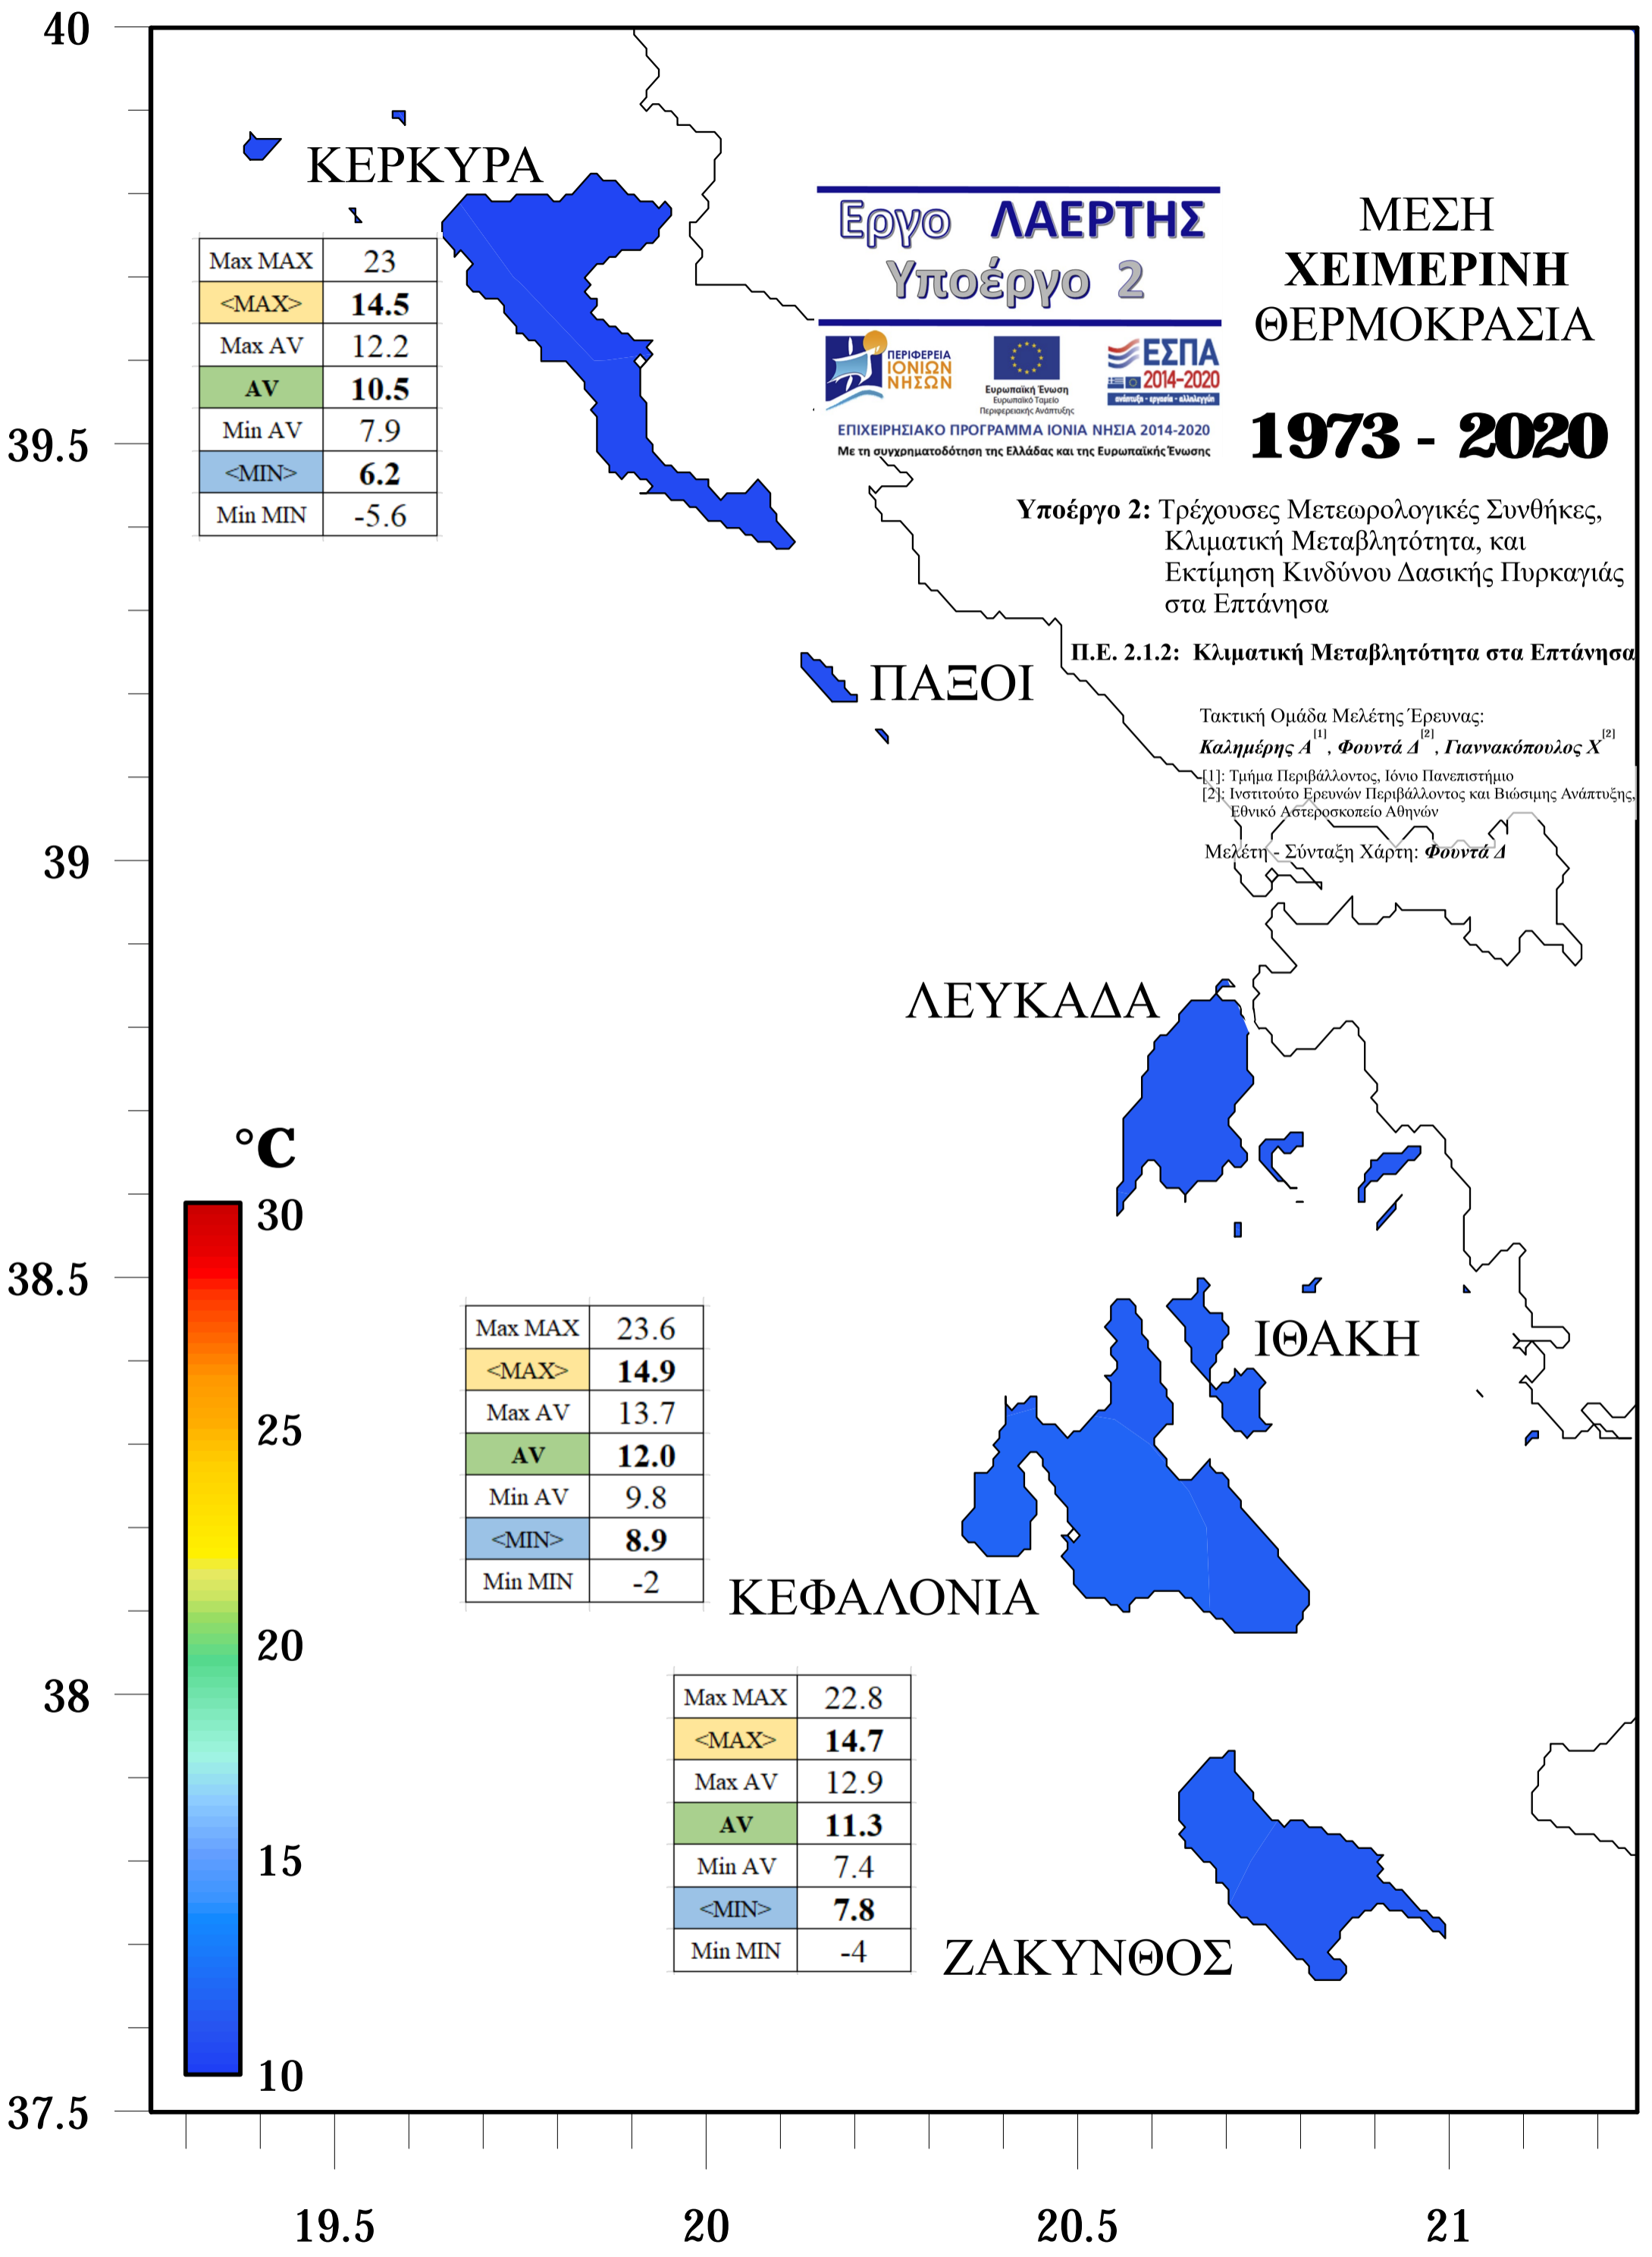 40
ΚΕΡΚΥΡΑ
Max MAX 23
<MAX> 14.5
Max AV 12.2
AV 10.5
Min AV 7.9
<MIN> 6.2
Min MIN -5.6
Εργο ΛΑΕΡΤΗΣ
Υποέργο 2
ΠΕΡΙΦΕΡΕΙΑ
ΙΟΝΙΩΝ
ΝΗΣΩΝ
Ευρωπαϊκή Ένωση
Ευρωπαϊκό Ταμείο
Περιφερειακής Ανάπτυξης
ΕΣΠΑ
2014-2020
ανάπτυξη - εργασία - αλληλεγγύη
ΕΠΙΧΕΙΡΗΣΙΑΚΟ ΠΡΟΓΡΑΜΜΑ ΙΟΝΙΑ ΝΗΣΙΑ 2014-2020
Με τη συγχρηματοδότηση της Ελλάδας και της Ευρωπαϊκής Ένωσης
ΜΕΣΗ
ΧΕΙΜΕΡΙΝΗ
ΘΕΡΜΟΚΡΑΣΙΑ
1973 - 2020
39.5
Υποέργο 2: Τρέχουσες Μετεωρολογικές Συνθήκες,
Κλιματική Μεταβλητότητα, και
Εκτίμηση Κινδύνου Δασικής Πυρκαγιάς
στα Επτάνησα
Π.Ε. 2.1.2: Κλιματική Μεταβλητότητα στα Επτάνησα
ΠΑΞΟΙ
Τακτική Ομάδα Μελέτης Έρευνας:
Καλημέρης Α[1], Φουντά Δ[2], Γιαννακόπουλος Χ[2]
[1]: Τμήμα Περιβάλλοντος, Ιόνιο Πανεπιστήμιο
[2]: Ινστιτούτο Ερευνών Περιβάλλοντος και Βιώσιμης Ανάπτυξης,
Εθνικό Αστεροσκοπείο Αθηνών
Μελέτη - Σύνταξη Χάρτη: Φουντά Δ
39
ΛΕΥΚΑΔΑ
°C
30
25
20
15
10
38.5
ΙΘΑΚΗ
Max MAX 23.6
<MAX> 14.9
Max AV 13.7
AV 12.0
Min AV 9.8
<MIN> 8.9
Min MIN -2
ΚΕΦΑΛΟΝΙΑ
38
Max MAX 22.8
<MAX> 14.7
Max AV 12.9
AV 11.3
Min AV 7.4
<MIN> 7.8
Min MIN -4
ΖΑΚΥΝΘΟΣ
37.5
19.5 20 20.5 21